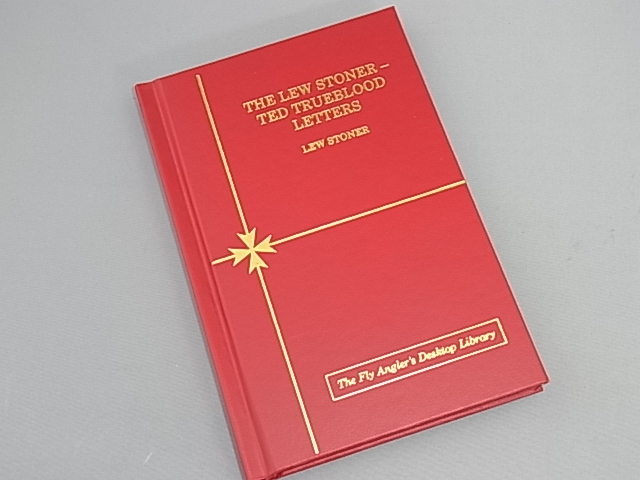 THE LEW STONER –
TED TRUEBLOOD
LETTERS
LEW STONER
The Fly Angler's Desktop Library